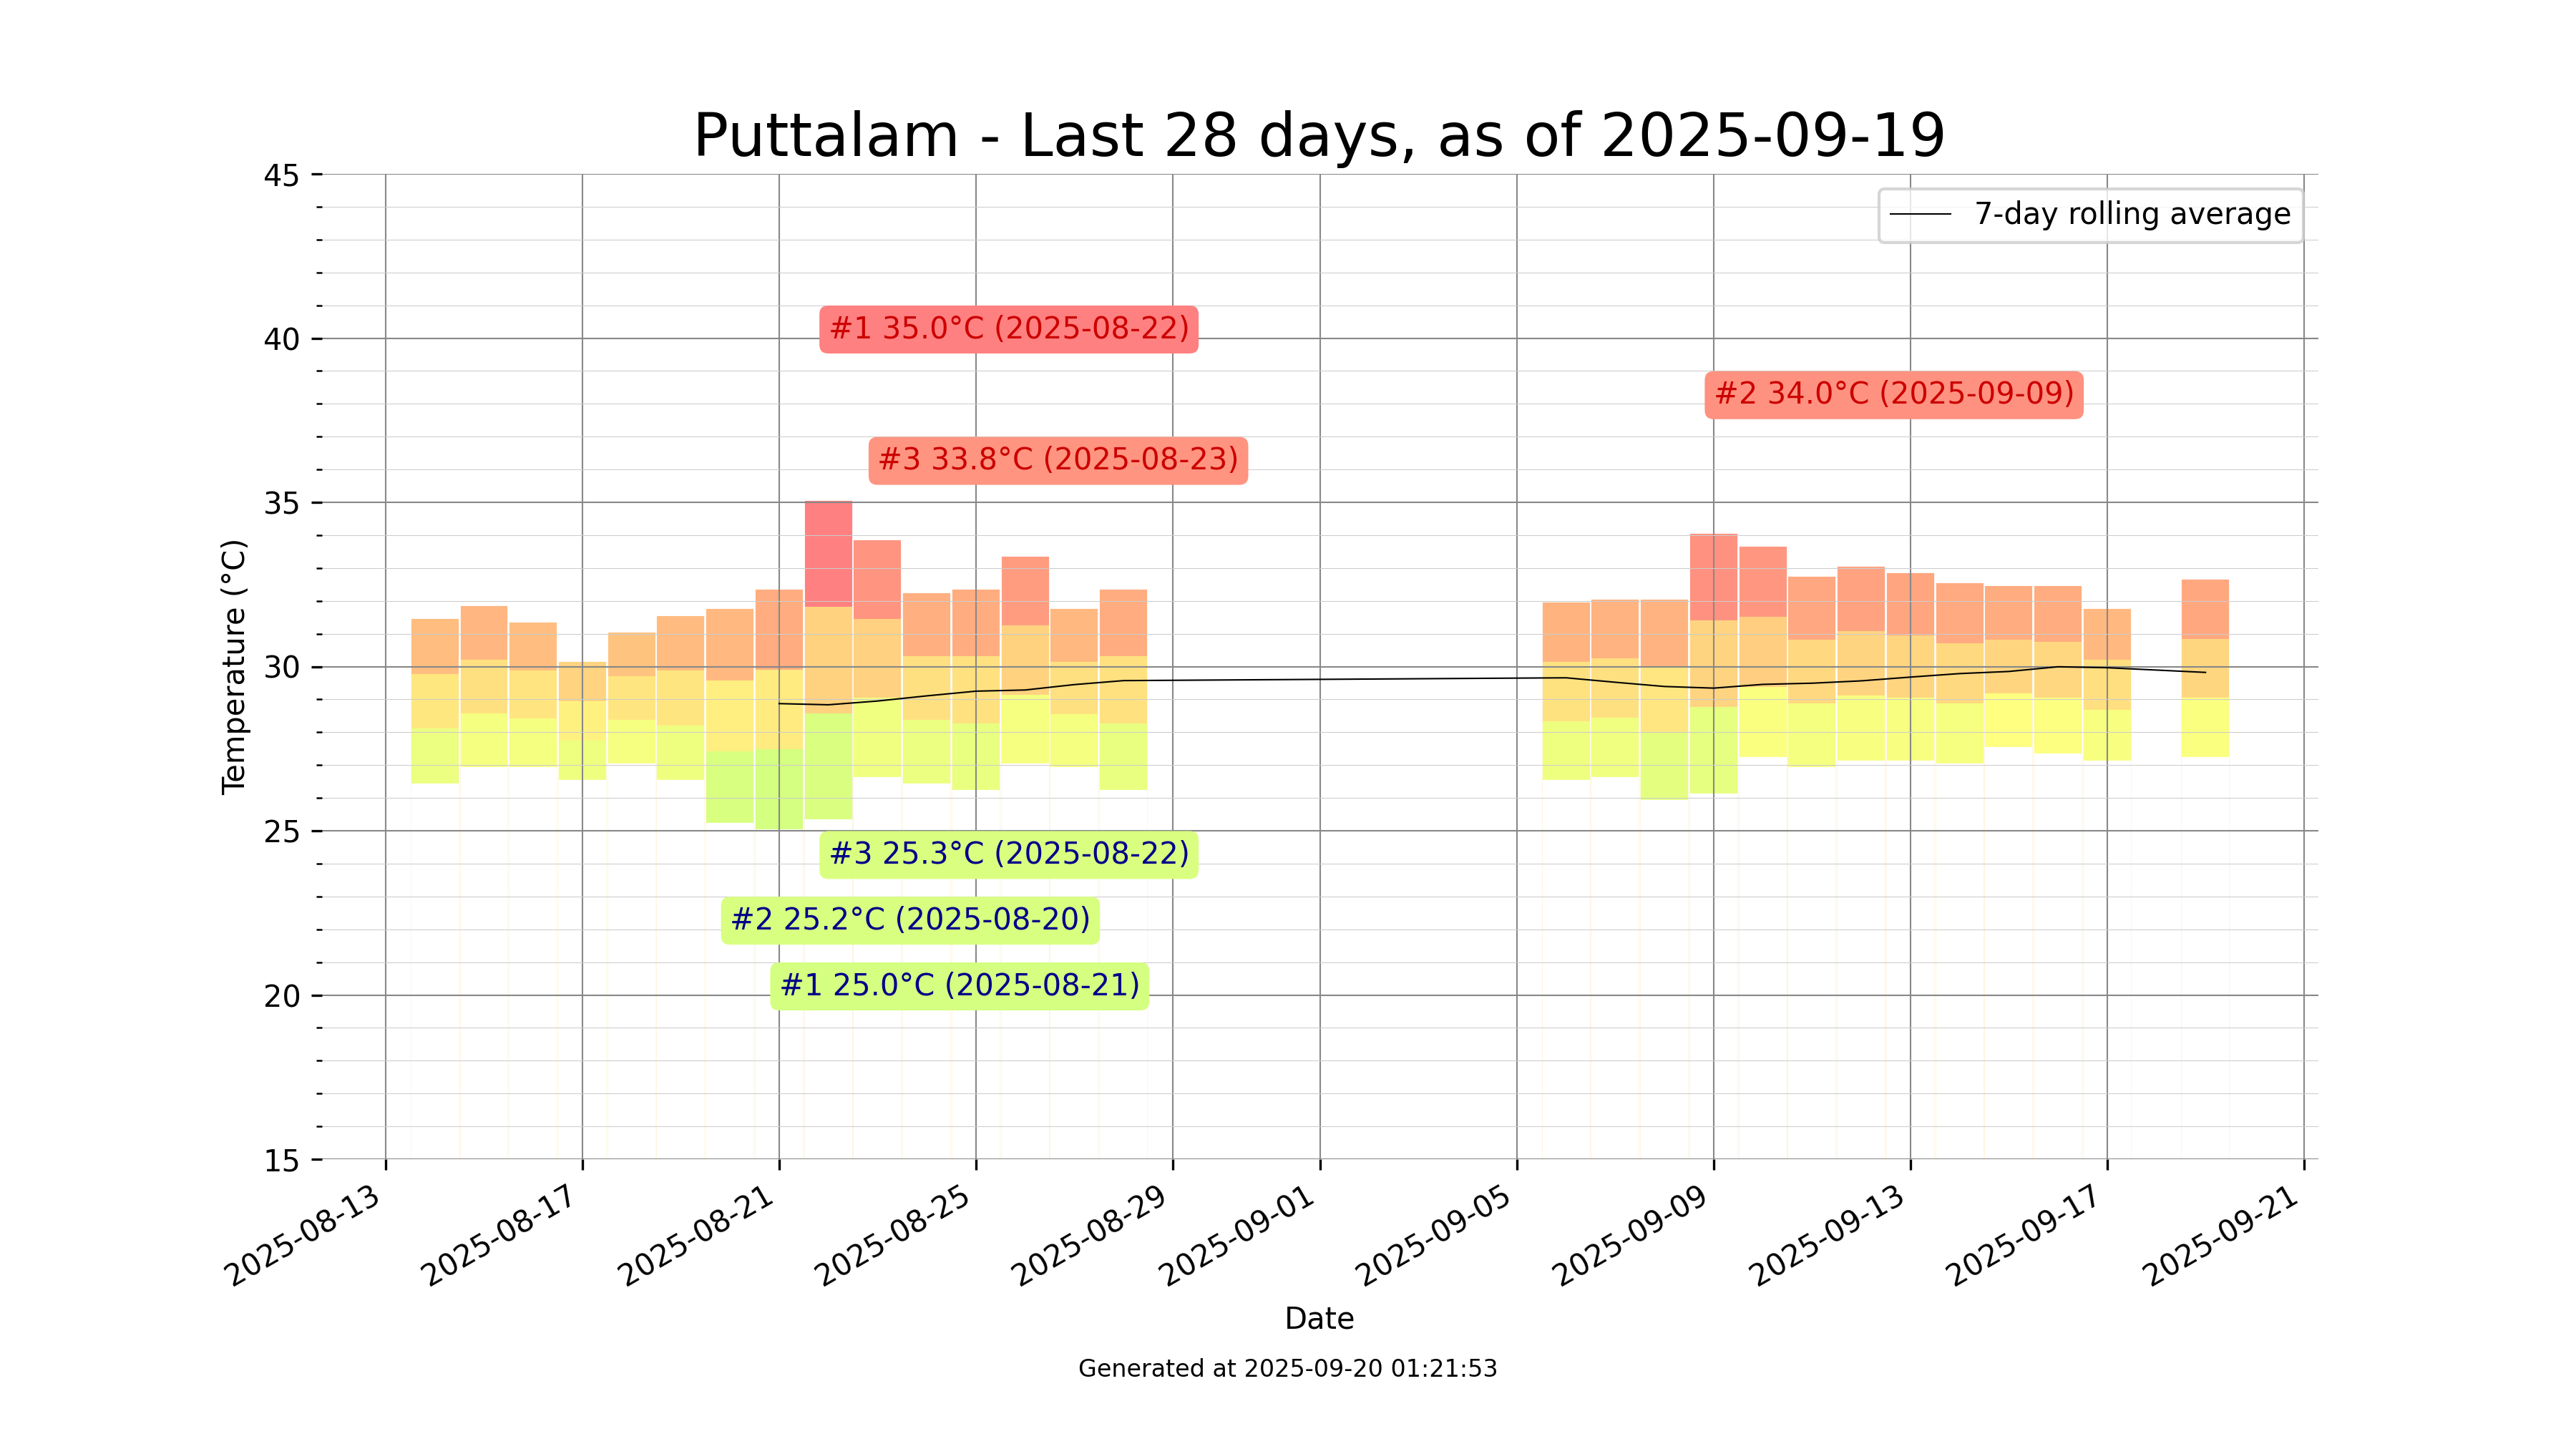 Puttalam - Last 28 days, as of 2025-09-19
45
40
35
30
25
20
15
Temperature (°C)
7-day rolling average
#1 35.0°C (2025-08-22)
#2 34.0°C (2025-09-09)
#3 33.8°C (2025-08-23)
#3 25.3°C (2025-08-22)
#2 25.2°C (2025-08-20)
#1 25.0°C (2025-08-21)
2025-08-13
2025-08-17
2025-08-21
2025-08-25
2025-08-29
2025-09-01
2025-09-05
2025-09-09
2025-09-13
2025-09-17
2025-09-21
Date
Generated at 2025-09-20 01:21:53